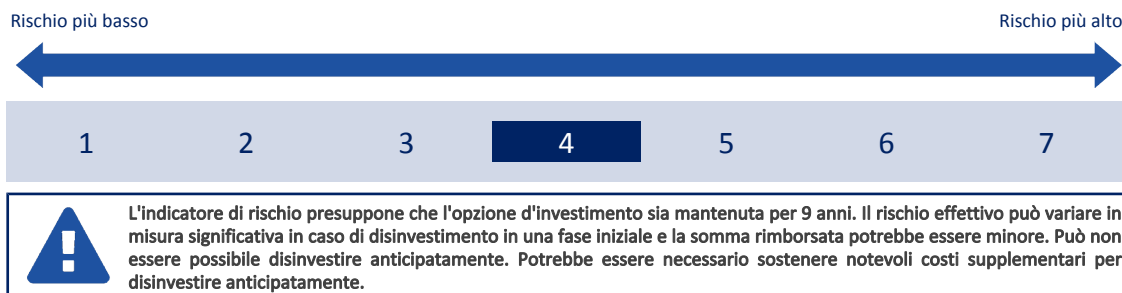 Rischio più basso Rischio più alto
1 2 3 4 5 6 7
L'indicatore di rischio presuppone che l'opzione d'investimento sia mantenuta per 9 anni. Il rischio effettivo può variare in
misura significativa in caso di disinvestimento in una fase iniziale e la somma rimborsata potrebbe essere minore. Può non
essere possibile disinvestire anticipatamente. Potrebbe essere necessario sostenere notevoli costi supplementari per
disinvestire anticipatamente.